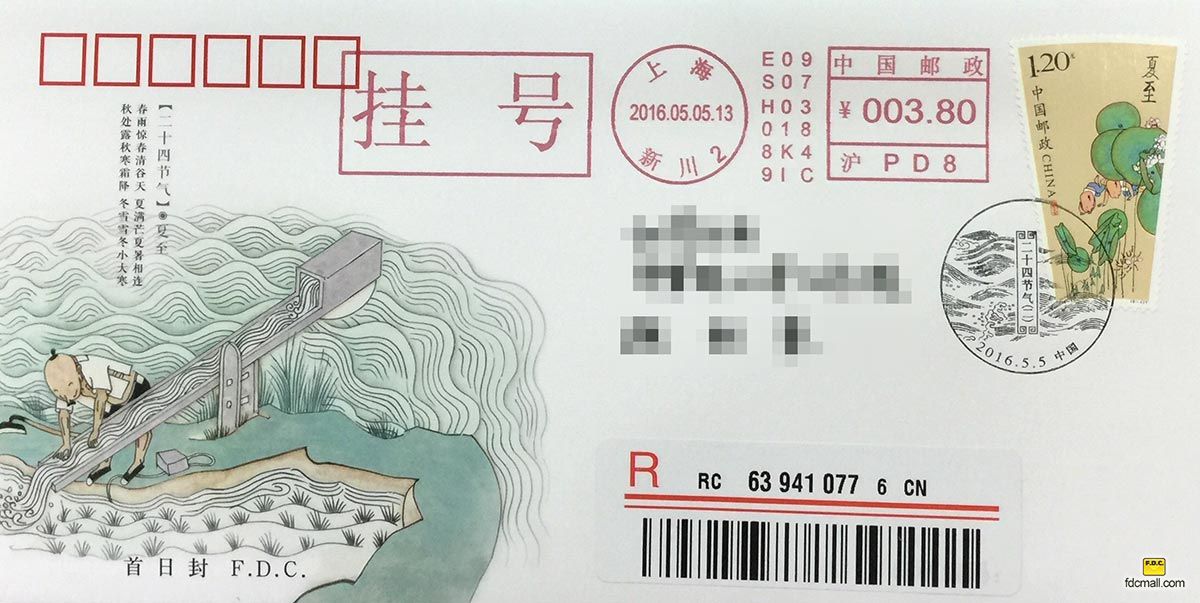 挂号
上海
2016.05.05.13
新川2
E09
S07
H03
018
8K4
9IC
中国邮政
¥ 003.80
沪 PD8
1.20元
夏至
中国邮政 CHINA
【二十四节气】◉夏至
春雨惊春清谷天 夏满芒夏暑相连
秋处露秋寒霜降 冬雪雪冬小大寒
二十四节气(二)
2016.5.5 中国
R
RC 63 941 077 6 CN
首日封 F.D.C.
F.D.C.
fdcmall.com